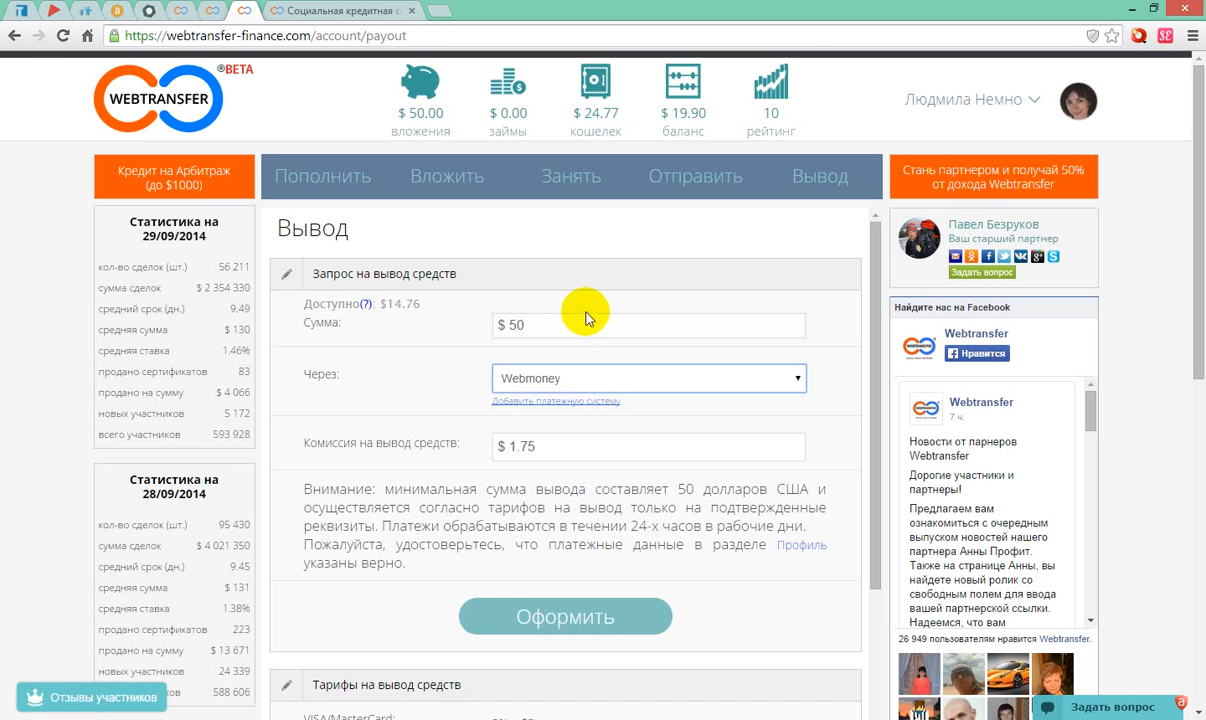 Социальная кредитная с
https://webtransfer-finance.com/account/payout
WEBTRANSFER
®BETA
$ 50.00
вложения
$ 0.00
займы
$ 24.77
кошелек
$ 19.90
баланс
10
рейтинг
Людмила Немно
Кредит на Арбитраж
(до $1000)
Пополнить
Вложить
Занять
Отправить
Вывод
Стань партнером и получай 50%
от дохода Webtransfer
Статистика на
29/09/2014
кол-во сделок (шт.) 56 211
сумма сделок $ 2 354 330
средний срок (дн.) 9.49
средняя сумма $ 130
средняя ставка 1.46%
продано сертификатов 83
продано на сумму $ 4 066
новых участников 5 172
всего участников 593 928
Статистика на
28/09/2014
кол-во сделок (шт.) 95 430
сумма сделок $ 4 021 350
средний срок (дн.) 9.45
средняя сумма $ 131
средняя ставка 1.38%
продано сертификатов 223
продано на сумму $ 13 671
новых участников 24 339
588 606
Отзывы участников
Вывод
Запрос на вывод средств
Доступно(?): $14.76
Сумма:
$ 50
Через:
Webmoney
Добавить платежную систему
Комиссия на вывод средств:
$ 1.75
Внимание: минимальная сумма вывода составляет 50 долларов США и
осуществляется согласно тарифов на вывод только на подтвержденные
реквизиты. Платежи обрабатываются в течении 24-х часов в рабочие дни.
Пожалуйста, удостоверьтесь, что платежные данные в разделе Профиль
указаны верно.
Оформить
Тарифы на вывод средств
VISA/MasterCard:
Павел Безруков
Ваш старший партнер
Задать вопрос
Найдите нас на Facebook
Webtransfer
Нравится
Webtransfer
7 ч.
Новости от парнеров
Webtransfer
Дорогие участники и
партнеры!
Предлагаем вам
ознакомиться с очередным
выпуском новостей нашего
партнера Анны Профит.
Также на странице Анны, вы
найдете новый ролик со
свободным полем для ввода
вашей партнерской ссылки.
Надеемся, что вам
26 949 пользователям нравится Webtransfer.
Задать вопрос